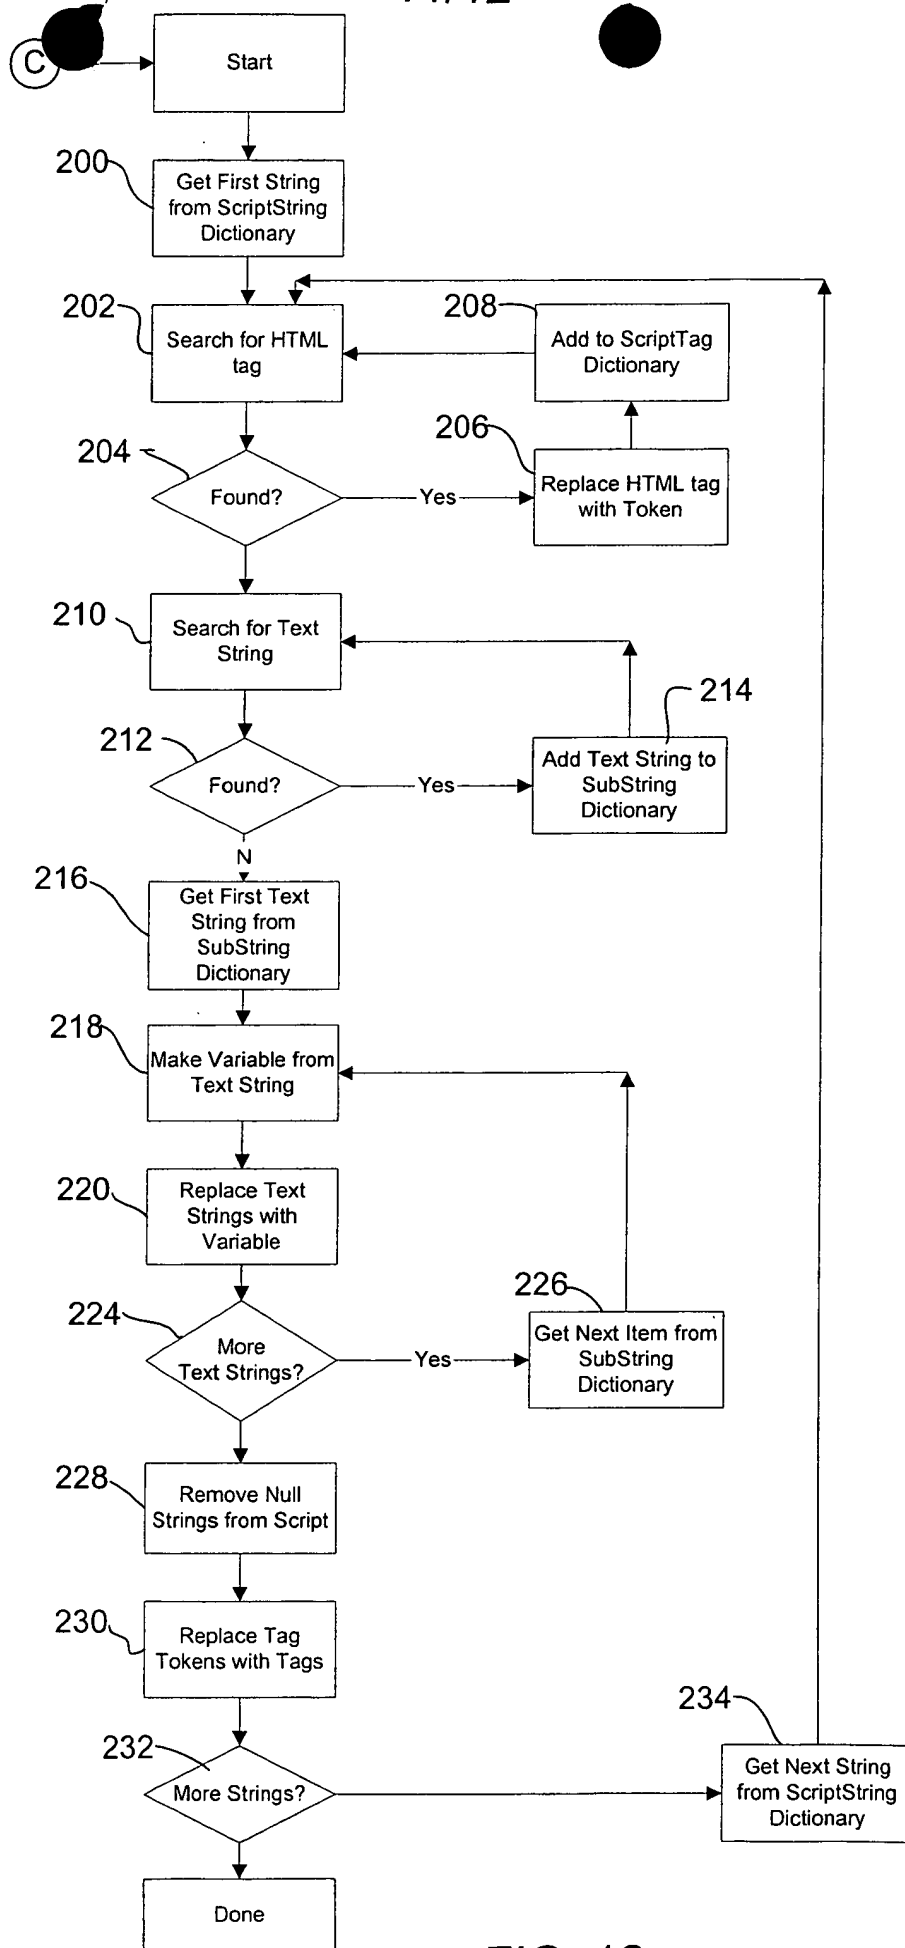 C
Start
200
Get First String
from ScriptString
Dictionary
202
Search for HTML
tag
208
Add to ScriptTag
Dictionary
204
Found?
Yes
206
Replace HTML tag
with Token
210
Search for Text
String
212
Found?
Yes
214
Add Text String to
SubString
Dictionary
N
216
Get First Text
String from
SubString
Dictionary
218
Make Variable from
Text String
220
Replace Text
Strings with
Variable
224
More
Text Strings?
Yes
226
Get Next Item from
SubString
Dictionary
228
Remove Null
Strings from Script
230
Replace Tag
Tokens with Tags
232
More Strings?
234
Get Next String
from ScriptString
Dictionary
Done